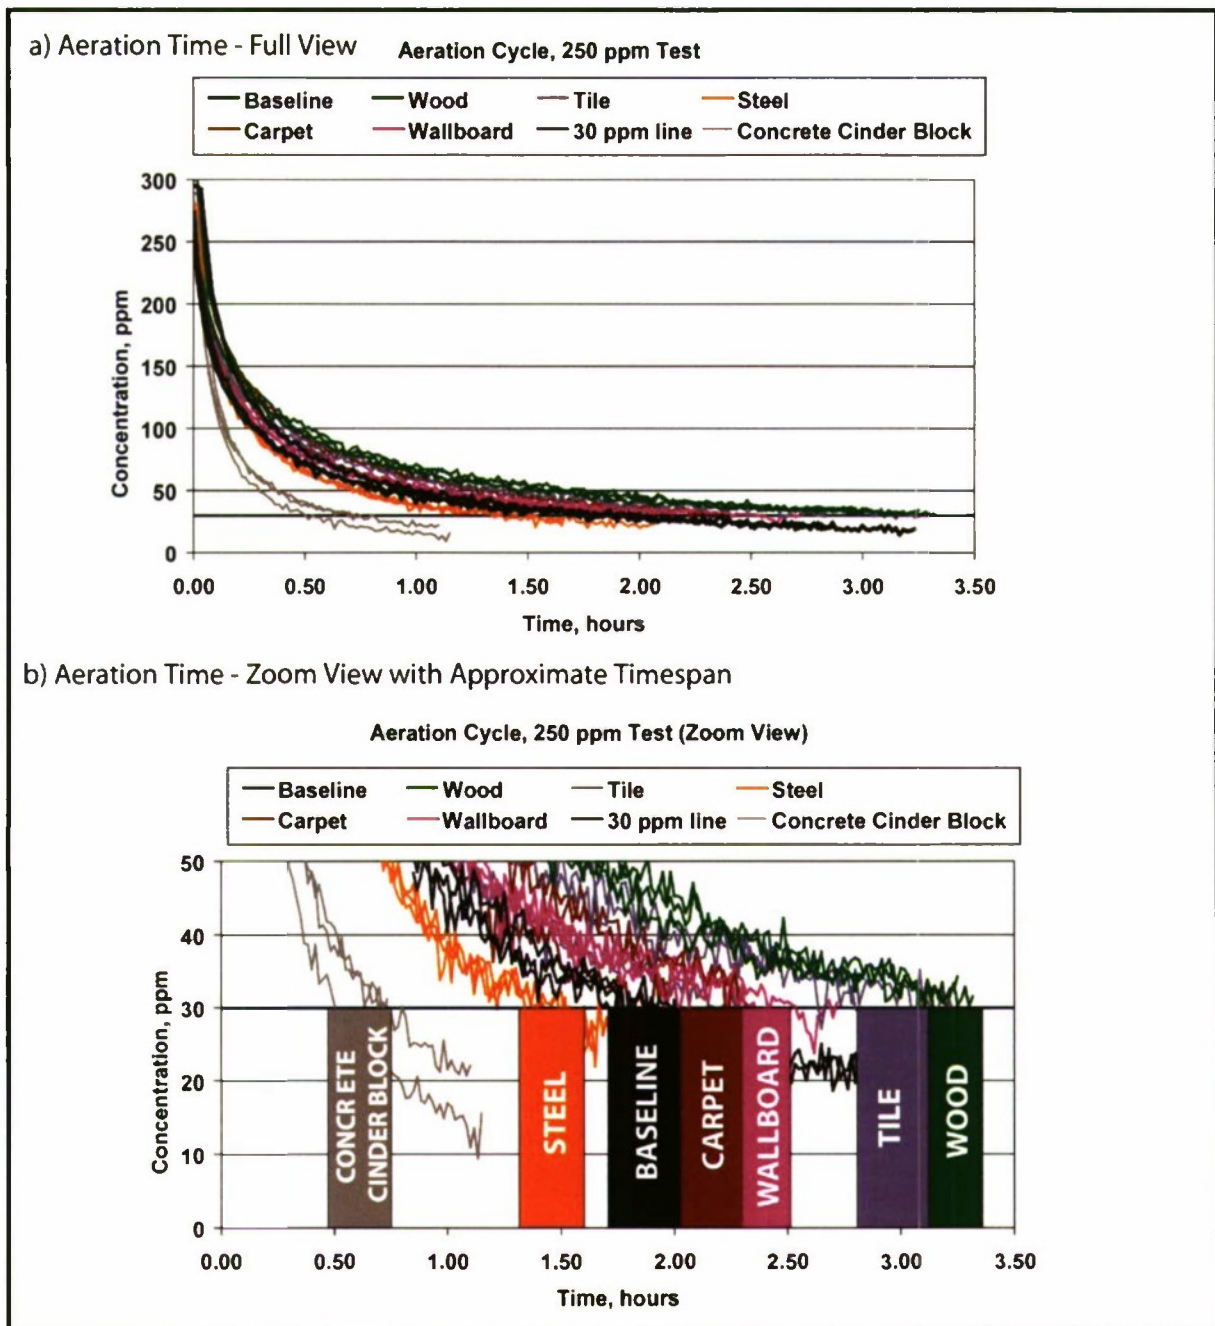 a) Aeration Time - Full View
Aeration Cycle, 250 ppm Test
Baseline Wood Tile Steel
Carpet Wallboard 30 ppm line Concrete Cinder Block
300
250
200
150
100
50
0
Concentration, ppm
0.00 0.50 1.00 1.50 2.00 2.50 3.00 3.50
Time, hours
b) Aeration Time - Zoom View with Approximate Timespan
Aeration Cycle, 250 ppm Test (Zoom View)
Baseline Wood Tile Steel
Carpet Wallboard 30 ppm line Concrete Cinder Block
50
40
30
20
10
0
Concentration, ppm
CONCRETE
CINDER BLOCK
STEEL
BASELINE
CARPET
WALLBOARD
TILE
WOOD
0.00 0.50 1.00 1.50 2.00 2.50 3.00 3.50
Time, hours